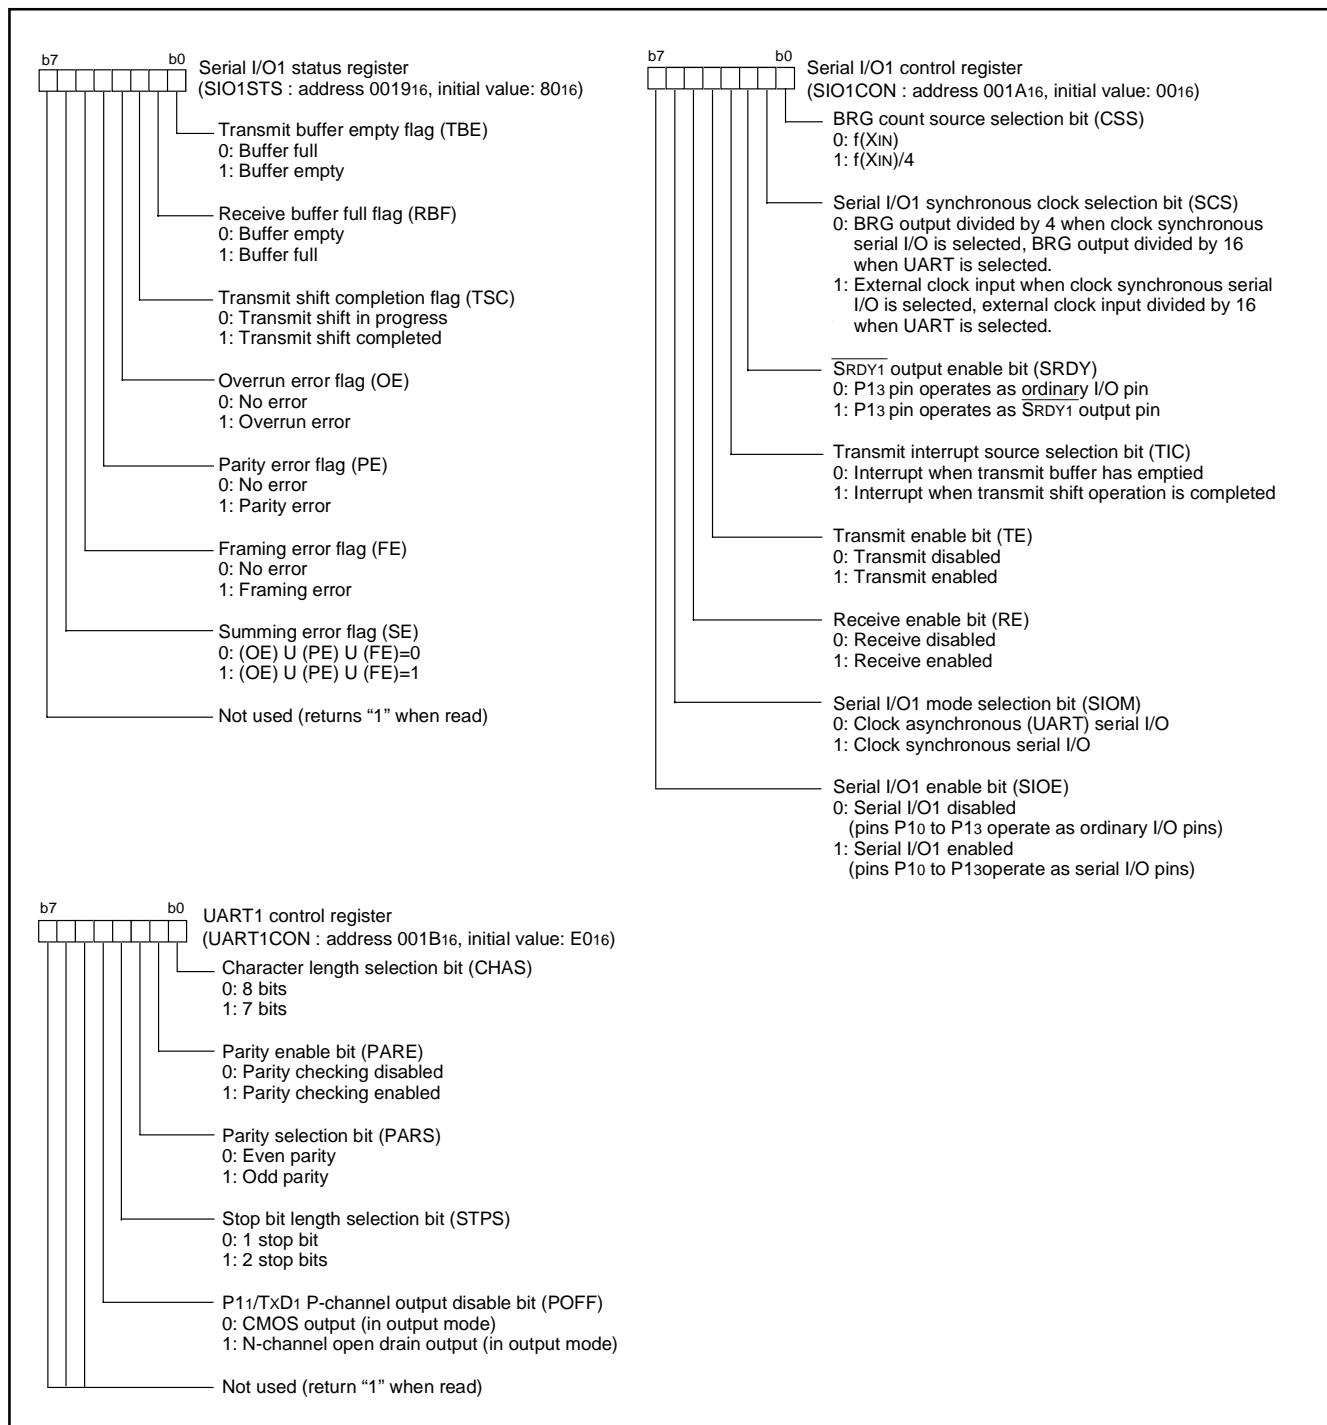 b7 b0
Serial I/O1 status register
(SIO1STS : address 001916, initial value: 8016)
Transmit buffer empty flag (TBE)
0: Buffer full
1: Buffer empty
Receive buffer full flag (RBF)
0: Buffer empty
1: Buffer full
Transmit shift completion flag (TSC)
0: Transmit shift in progress
1: Transmit shift completed
Overrun error flag (OE)
0: No error
1: Overrun error
Parity error flag (PE)
0: No error
1: Parity error
Framing error flag (FE)
0: No error
1: Framing error
Summing error flag (SE)
0: (OE) U (PE) U (FE)=0
1: (OE) U (PE) U (FE)=1
Not used (returns “1” when read)
b7 b0
Serial I/O1 control register
(SIO1CON : address 001A16, initial value: 0016)
BRG count source selection bit (CSS)
0: f(XIN)
1: f(XIN)/4
Serial I/O1 synchronous clock selection bit (SCS)
0: BRG output divided by 4 when clock synchronous
serial I/O is selected, BRG output divided by 16
when UART is selected.
1: External clock input when clock synchronous serial
I/O is selected, external clock input divided by 16
when UART is selected.
SRDY1 output enable bit (SRDY)
0: P13 pin operates as ordinary I/O pin
1: P13 pin operates as SRDY1 output pin
Transmit interrupt source selection bit (TIC)
0: Interrupt when transmit buffer has emptied
1: Interrupt when transmit shift operation is completed
Transmit enable bit (TE)
0: Transmit disabled
1: Transmit enabled
Receive enable bit (RE)
0: Receive disabled
1: Receive enabled
Serial I/O1 mode selection bit (SIOM)
0: Clock asynchronous (UART) serial I/O
1: Clock synchronous serial I/O
Serial I/O1 enable bit (SIOE)
0: Serial I/O1 disabled
(pins P10 to P13 operate as ordinary I/O pins)
1: Serial I/O1 enabled
(pins P10 to P13operate as serial I/O pins)
b7 b0
UART1 control register
(UART1CON : address 001B16, initial value: E016)
Character length selection bit (CHAS)
0: 8 bits
1: 7 bits
Parity enable bit (PARE)
0: Parity checking disabled
1: Parity checking enabled
Parity selection bit (PARS)
0: Even parity
1: Odd parity
Stop bit length selection bit (STPS)
0: 1 stop bit
1: 2 stop bits
P11/TXD1 P-channel output disable bit (POFF)
0: CMOS output (in output mode)
1: N-channel open drain output (in output mode)
Not used (return “1” when read)